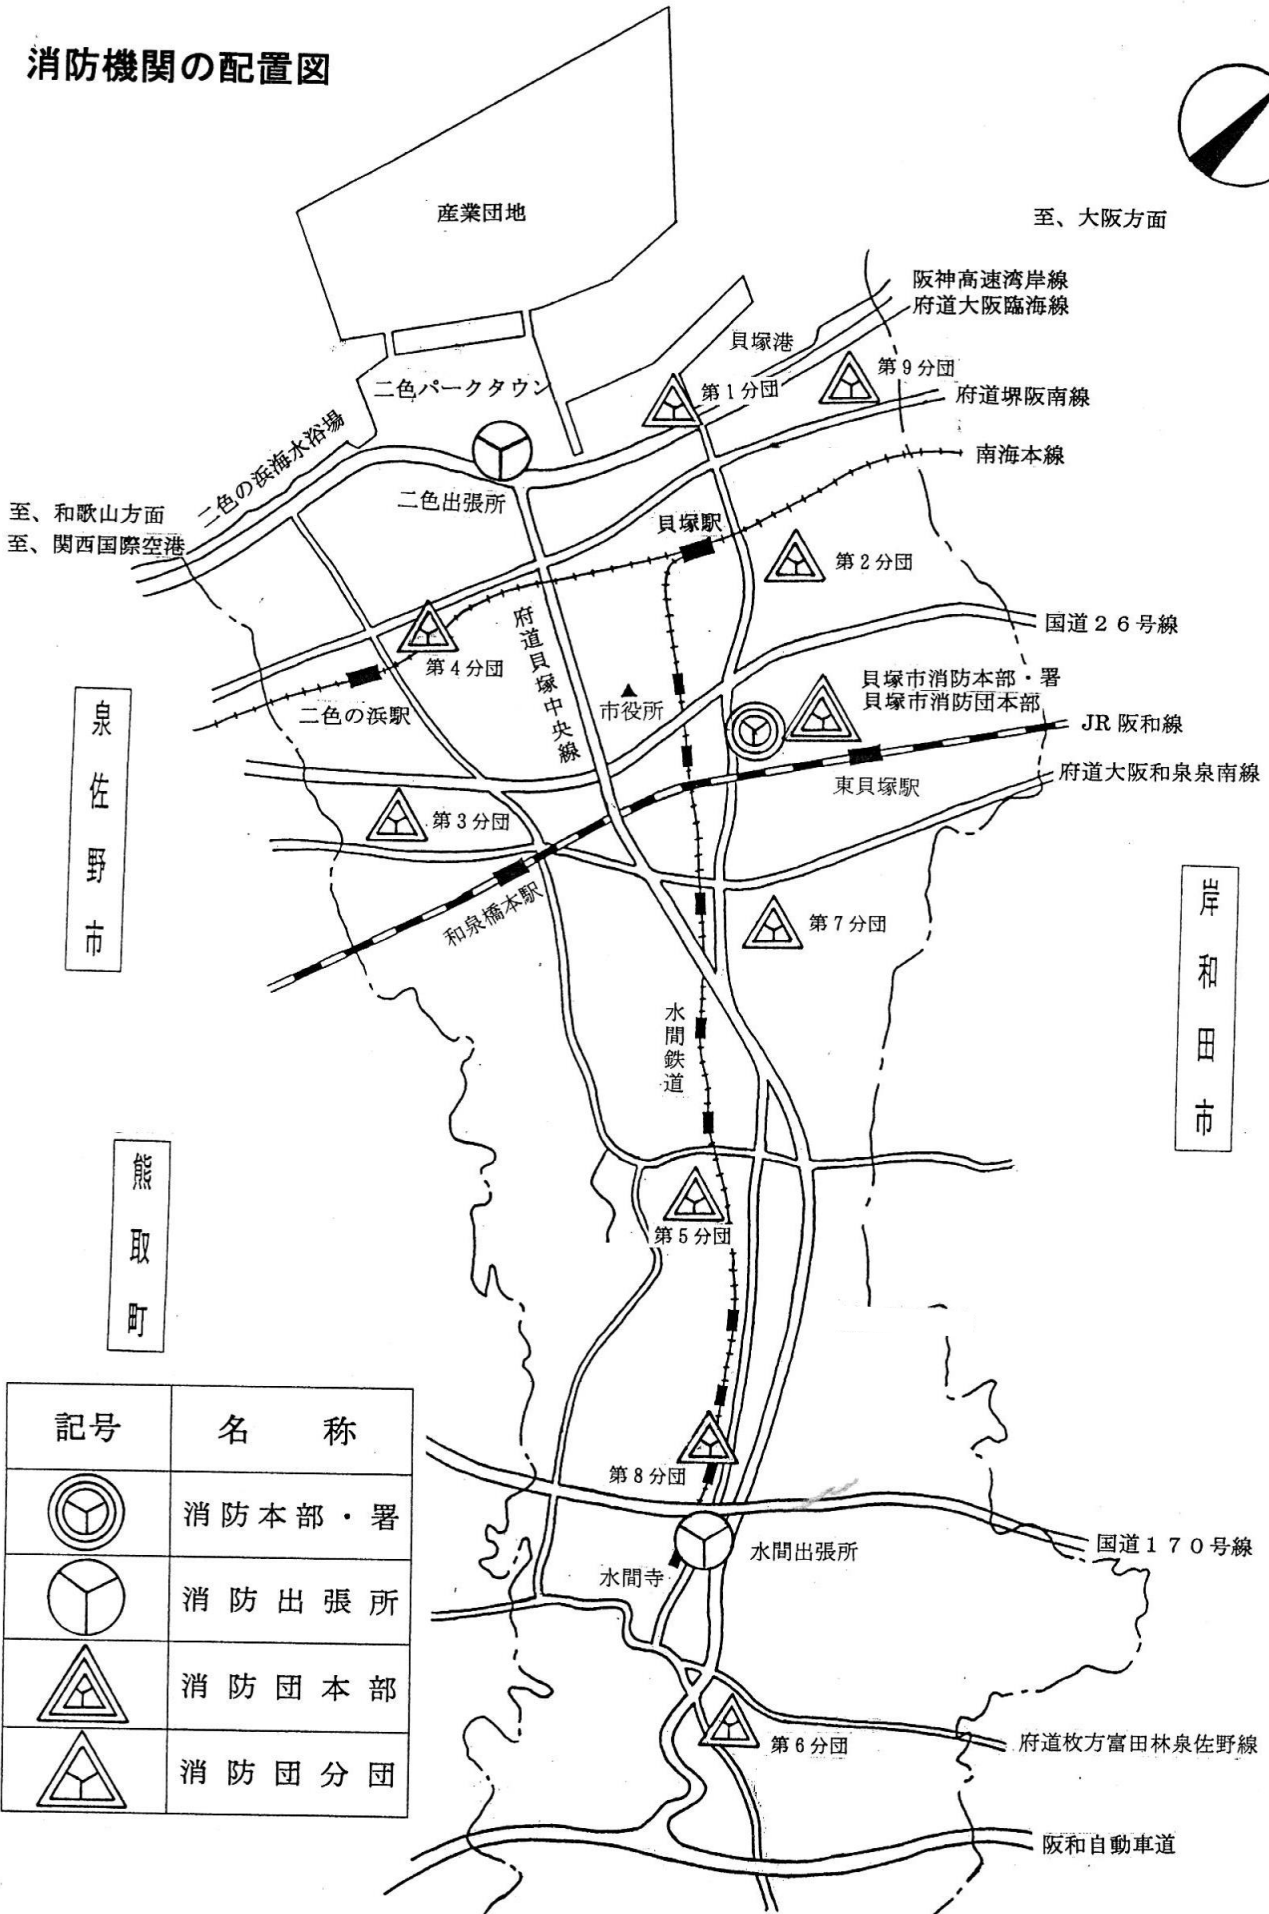 消防機関の配置図
産業団地
至、大阪方面
阪神高速湾岸線
府道大阪臨海線
貝塚港
二色パークタウン
第1分団
第9分団
府道堺阪南線
二色の浜海水浴場
南海本線
二色出張所
至、和歌山方面
至、関西国際空港
貝塚駅
第2分団
府道貝塚中央線
国道26号線
第4分団
貝塚市消防本部・署
貝塚市消防団本部
二色の浜駅
市役所
JR阪和線
泉佐野市
東貝塚駅
府道大阪和泉泉南線
第3分団
和泉橋本駅
第7分団
岸和田市
水間鉄道
熊取町
第5分団
第8分団
国道170号線
水間出張所
水間寺
第6分団
府道枚方富田林泉佐野線
阪和自動車道
記号 名称
消防本部・署
消防出張所
消防団本部
消防団分団